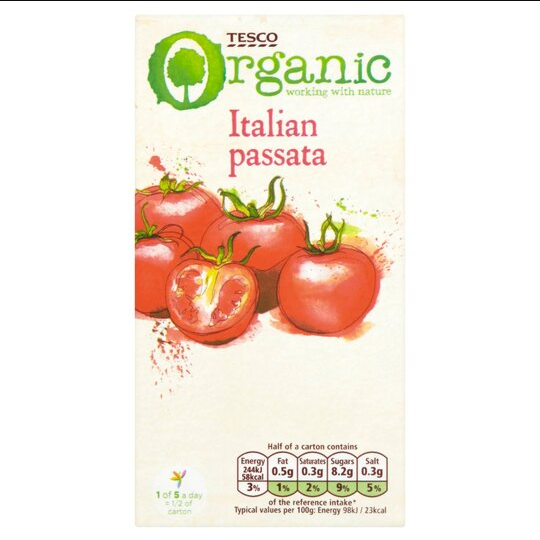 TESCO
Organic
working with nature
Italian
passata
Half of a carton contains
Energy Fat Saturates Sugars Salt
244kJ
58kcal 0.5g 0.3g 8.2g 0.3g
3% 1% 2% 9% 5%
of the reference intake*
Typical values per 100g: Energy 98kJ / 23kcal
1 of 5 a day
= 1/2 of
carton